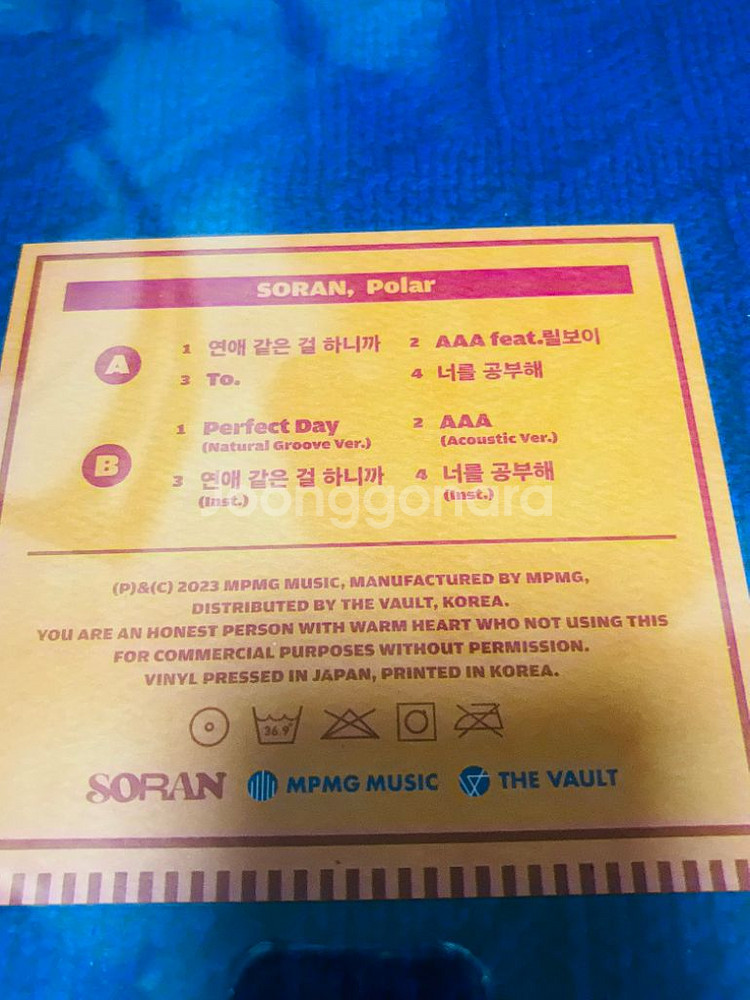 SORAN, Polar
A
1 연애 같은 걸 하니까 2 AAA feat.릴보이
3 To. 4 너를 공부해
B
1 Perfect Day 2 AAA
(Natural Groove Ver.) (Acoustic Ver.)
3 연애 같은 걸 하니까 4 너를 공부해
(Inst.) (Inst.)
joonggonara
(P)&(C) 2023 MPMG MUSIC, MANUFACTURED BY MPMG,
DISTRIBUTED BY THE VAULT, KOREA.
YOU ARE AN HONEST PERSON WITH WARM HEART WHO NOT USING THIS
FOR COMMERCIAL PURPOSES WITHOUT PERMISSION.
VINYL PRESSED IN JAPAN, PRINTED IN KOREA.
36.9°
SORAN MPMG MUSIC THE VAULT